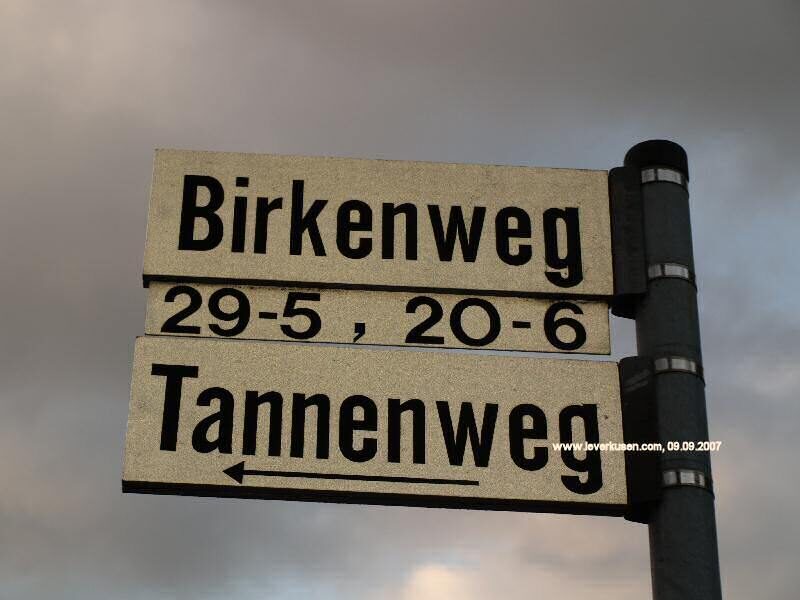 Birkenweg
29-5, 20-6
Tannenweg
www.leverkusen.com, 09.09.2007